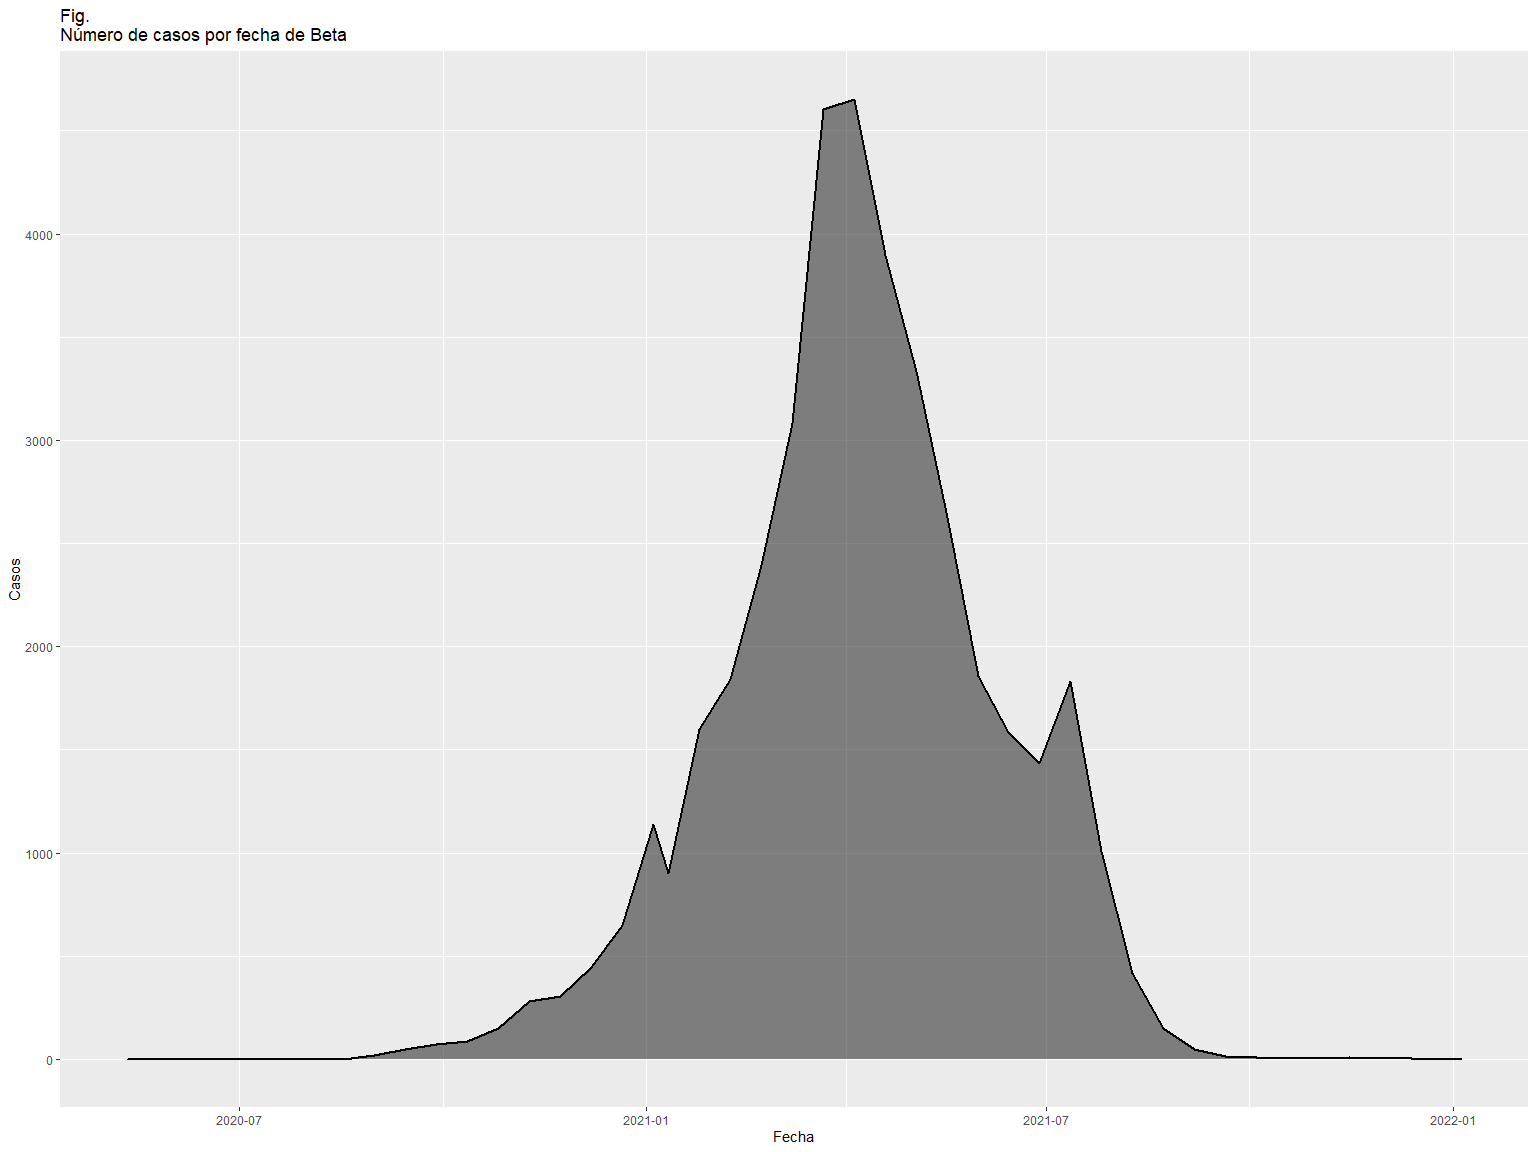 Fig.
Número de casos por fecha de Beta
Casos
4000
3000
2000
1000
0
2020-07
2021-01
2021-07
2022-01
Fecha